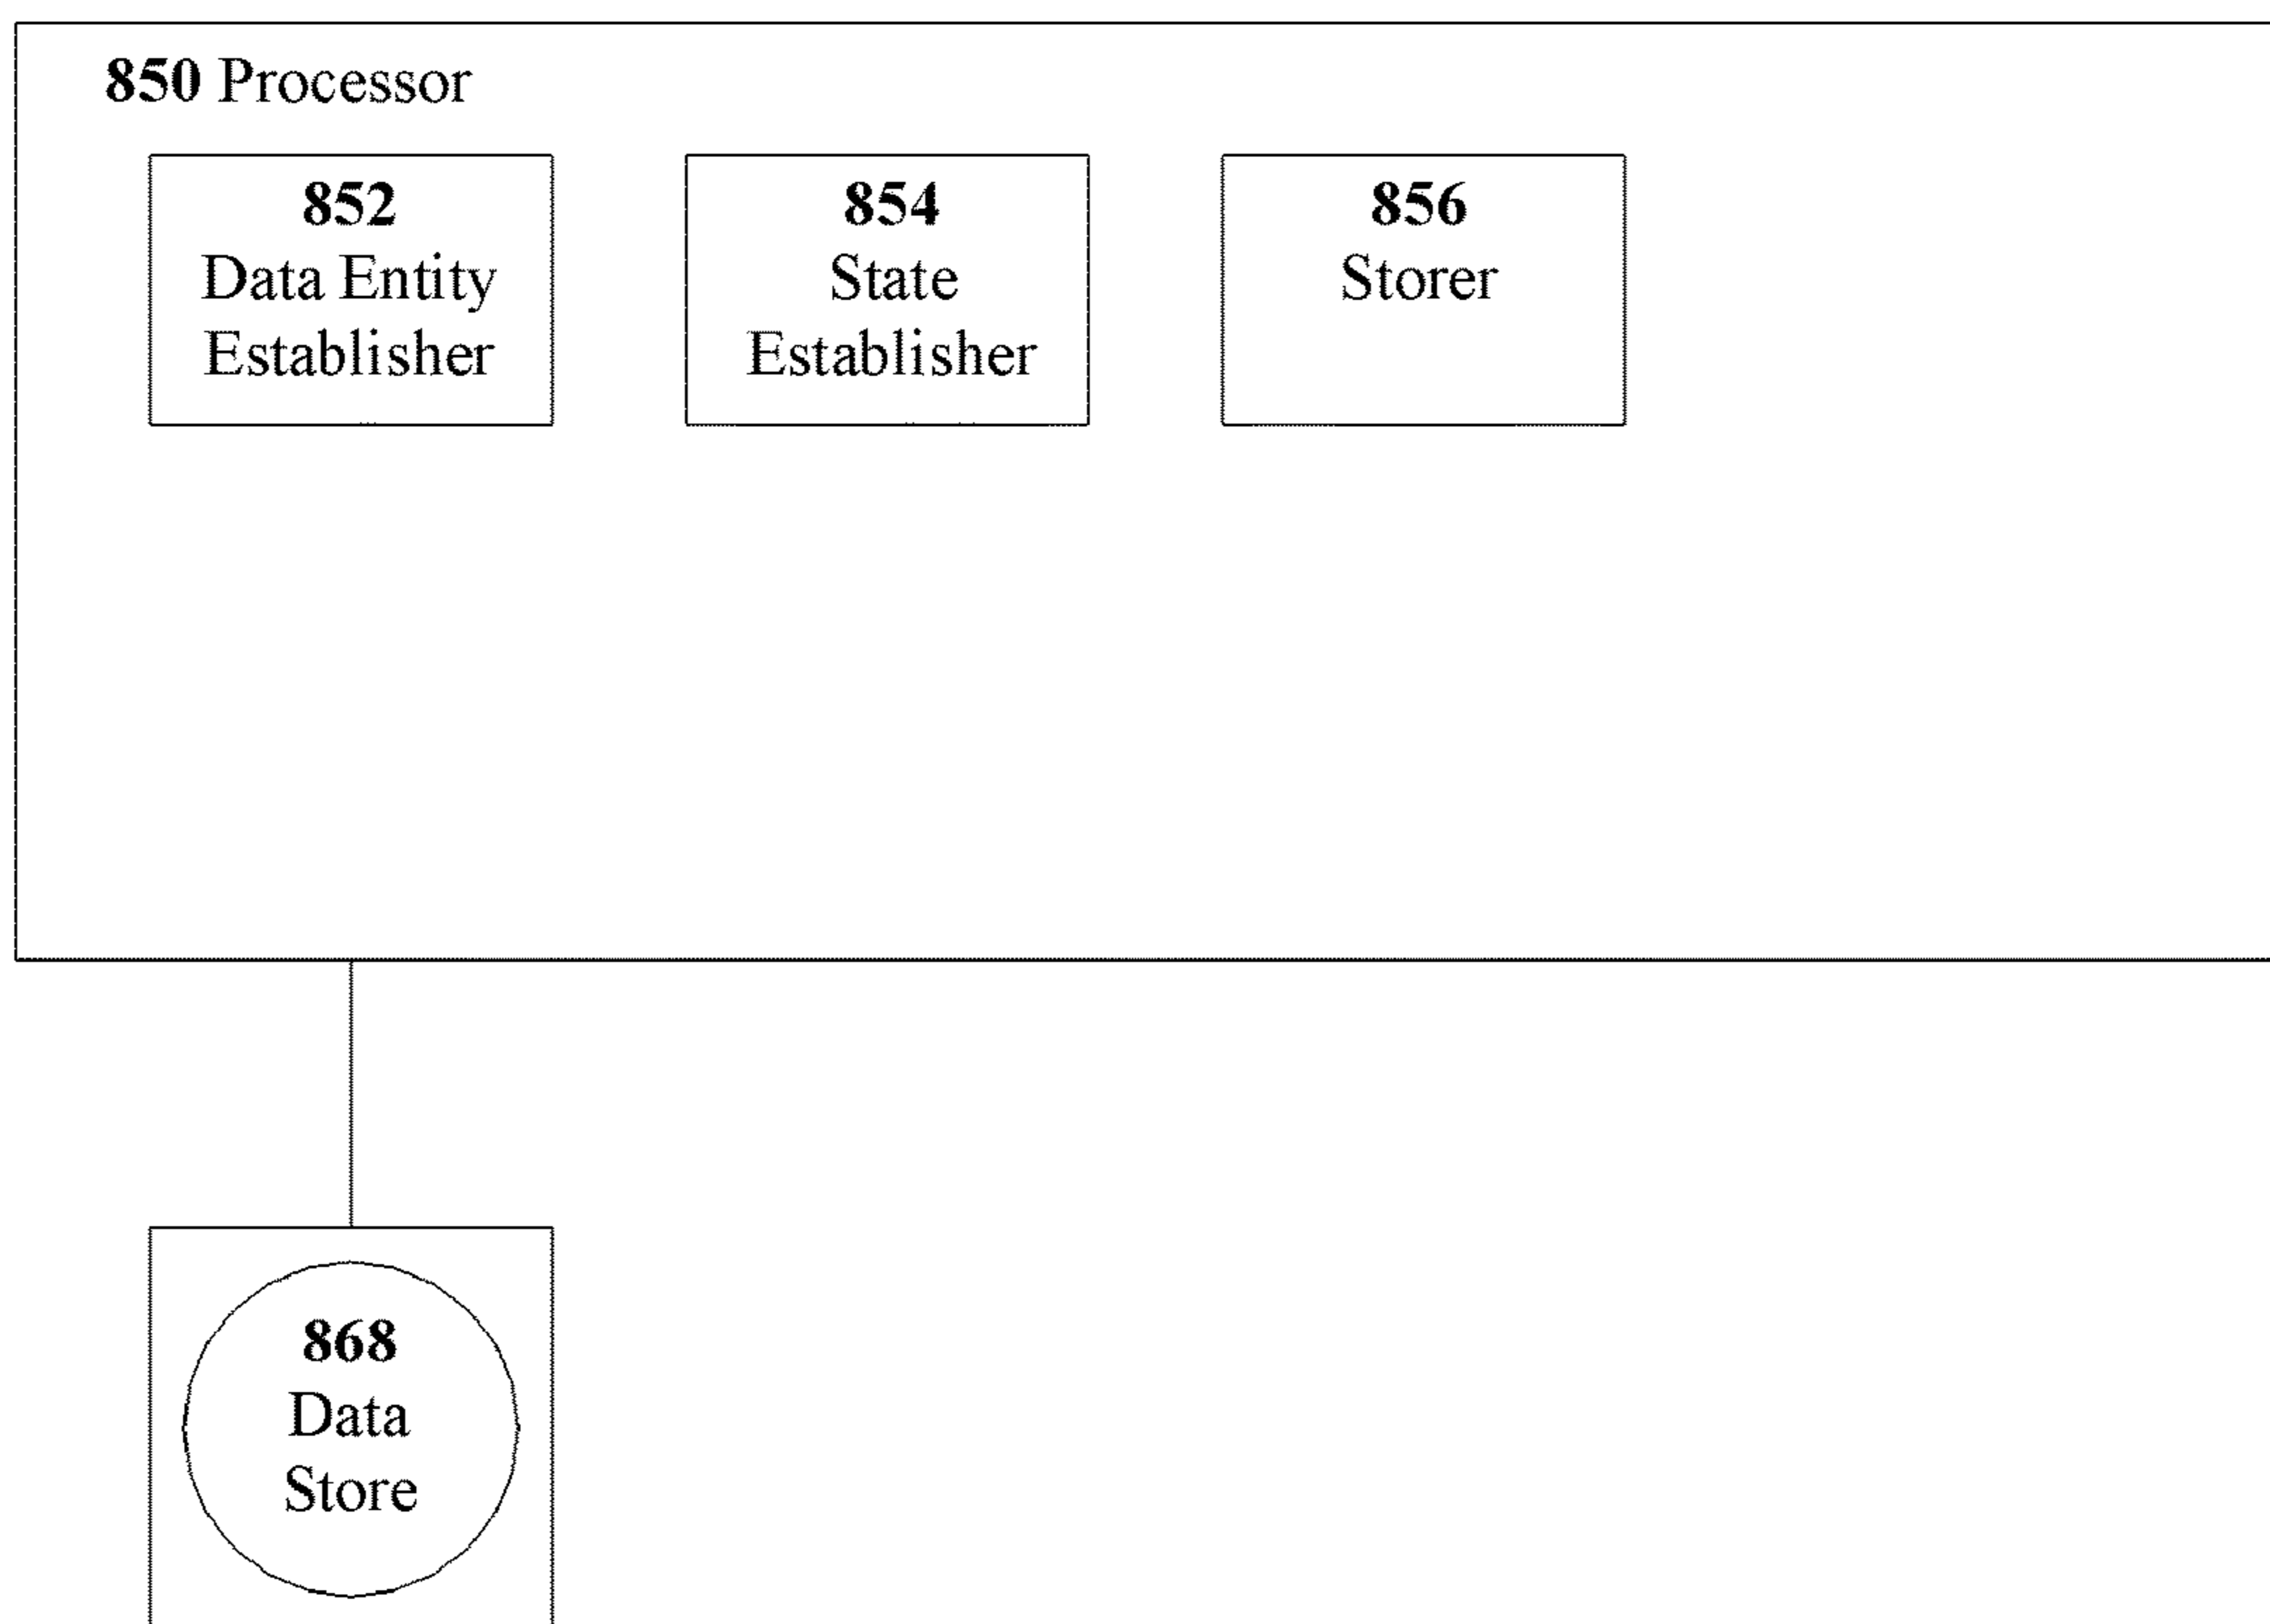 850 Processor
852
Data Entity
Establisher
854
State
Establisher
856
Storer
868
Data
Store